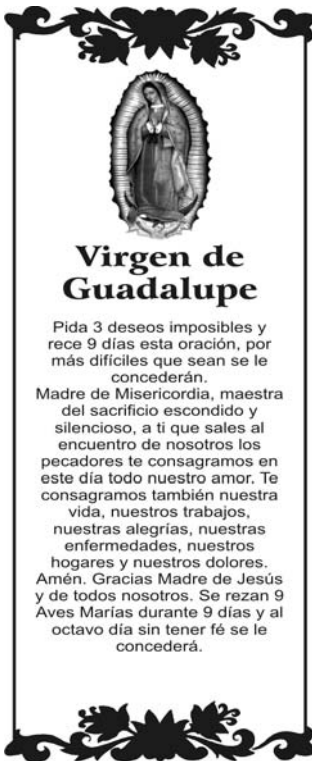 Virgen de
Guadalupe
Pida 3 deseos imposibles y
rece 9 días esta oración, por
más difíciles que sean se le
concederán.
Madre de Misericordia, maestra
del sacrificio escondido y
silencioso, a ti que sales al
encuentro de nosotros los
pecadores te consagramos en
este día todo nuestro amor. Te
consagramos también nuestra
vida, nuestros trabajos,
nuestras alegrías, nuestras
enfermedades, nuestros
hogares y nuestros dolores.
Amén. Gracias Madre de Jesús
y de todos nosotros. Se rezan 9
Aves Marías durante 9 días y al
octavo día sin tener fé se le
concederá.